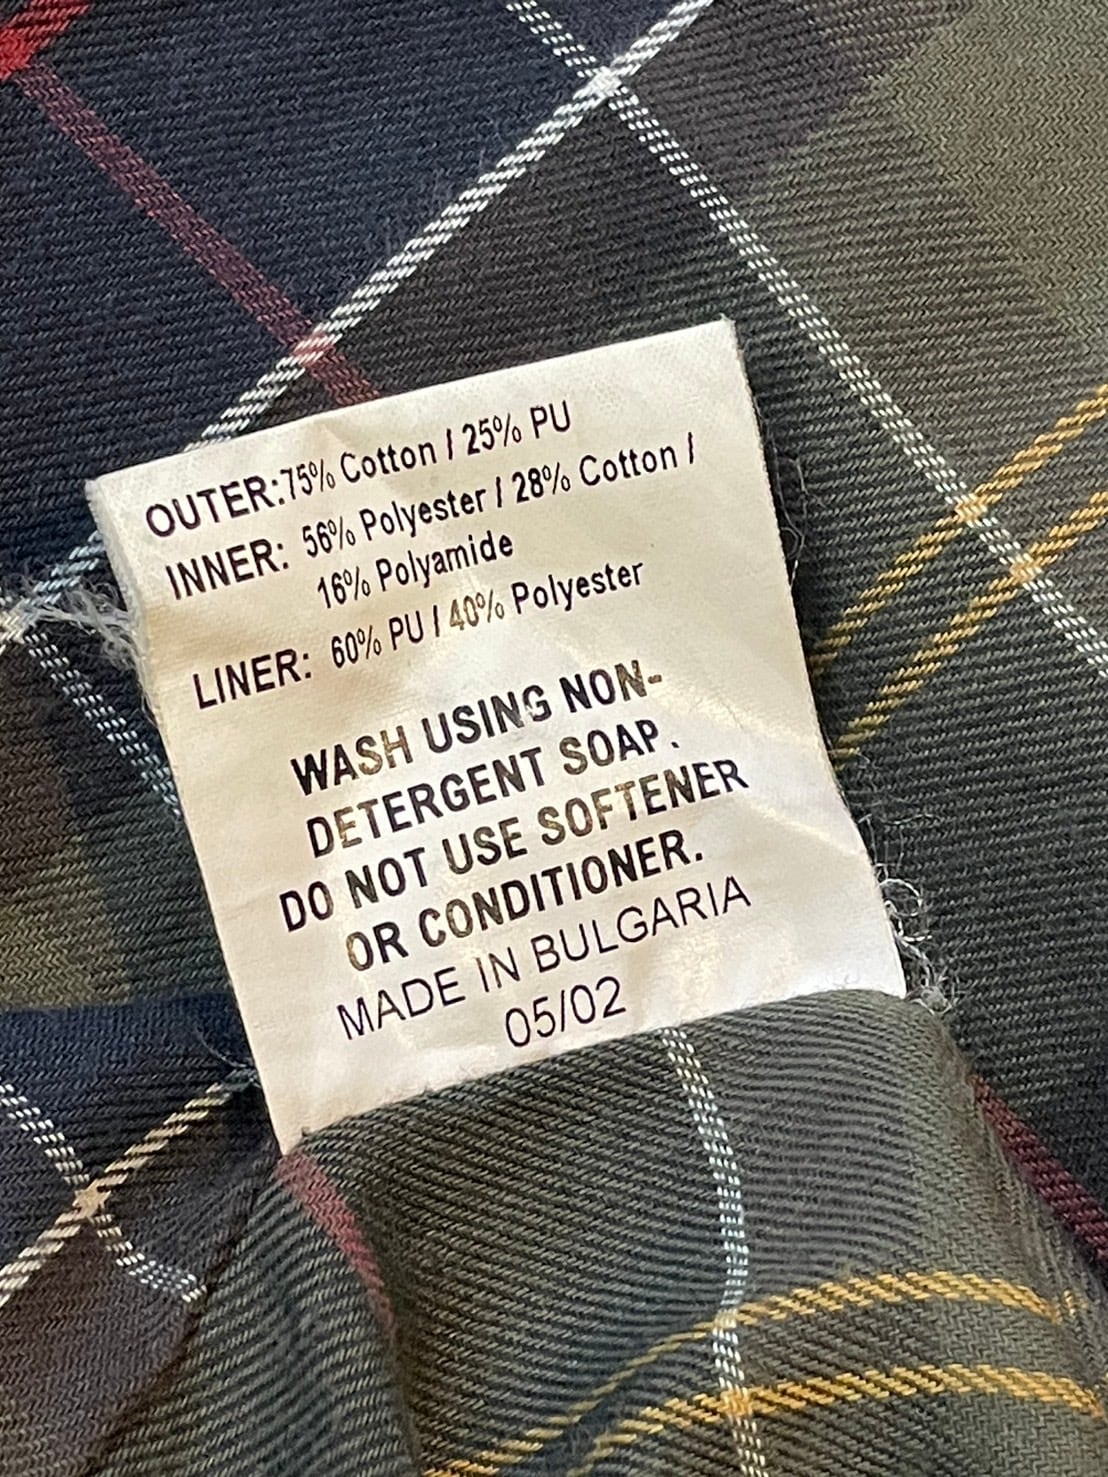 OUTER:75% Cotton / 25% PU
INNER: 56% Polyester / 28% Cotton /
16% Polyamide
LINER: 60% PU / 40% Polyester
WASH USING NON-
DETERGENT SOAP.
DO NOT USE SOFTENER
OR CONDITIONER.
MADE IN BULGARIA
05/02